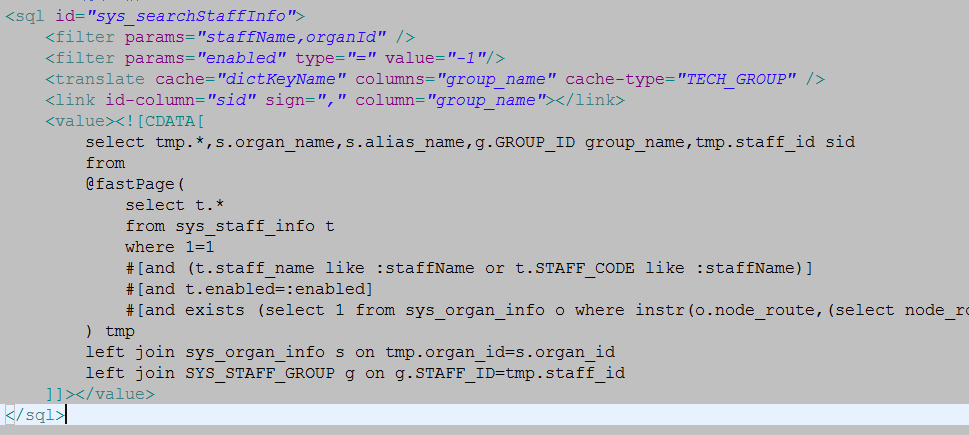 <sql id="sys_searchStaffInfo">
    <filter params="staffName,organId" />
    <filter params="enabled" type="=" value="-1"/>
    <translate cache="dictKeyName" columns="group_name" cache-type="TECH_GROUP" />
    <link id-column="sid" sign="," column="group_name"></link>
    <value><![CDATA[
        select tmp.*,s.organ_name,s.alias_name,g.GROUP_ID group_name,tmp.staff_id sid
        from
        @fastPage(
            select t.*
            from sys_staff_info t
            where 1=1
            #[and (t.staff_name like :staffName or t.STAFF_CODE like :staffName)]
            #[and t.enabled=:enabled]
            #[and exists (select 1 from sys_organ_info o where instr(o.node_route,(select node_ro
        ) tmp
        left join sys_organ_info s on tmp.organ_id=s.organ_id
        left join SYS_STAFF_GROUP g on g.STAFF_ID=tmp.staff_id
    ]]></value>
</sql>